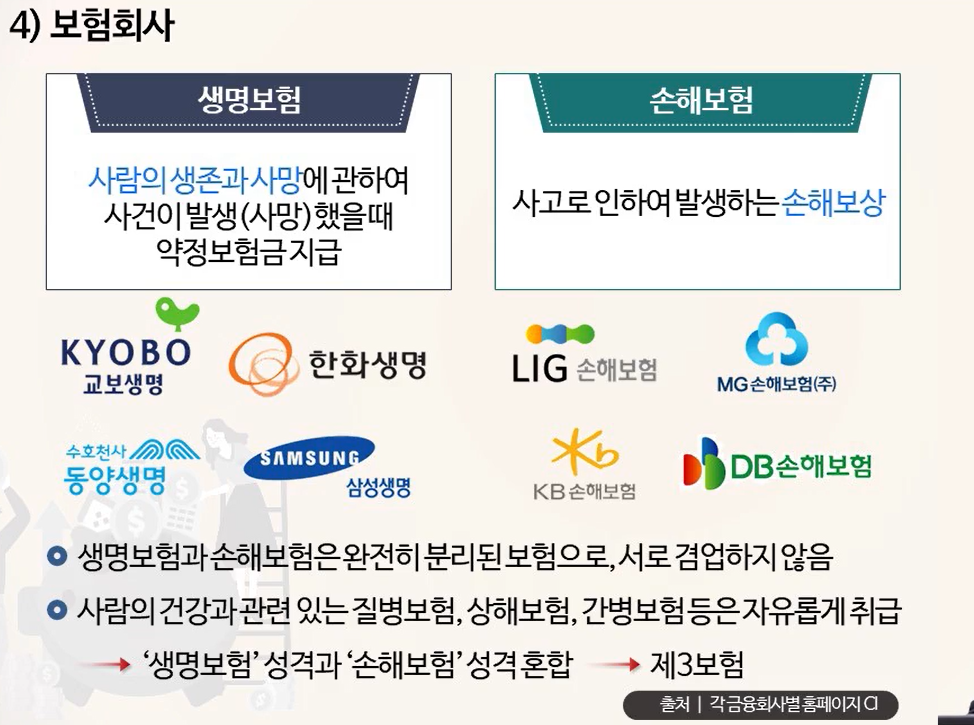 4) 보험회사
생명보험
사람의 생존과 사망에 관하여
사건이 발생(사망)했을 때
약정보험금 지급
손해보험
사고로 인하여 발생하는 손해보상
KYOBO
교보생명
한화생명
LIG 손해보험
MG 손해보험(주)
수호천사
동양생명
SAMSUNG
삼성생명
Kb
KB 손해보험
DB손해보험
생명보험과 손해보험은 완전히 분리된 보험으로, 서로 겸업하지 않음
사람의 건강과 관련 있는 질병보험, 상해보험, 간병보험 등은 자유롭게 취급
→ ‘생명보험’ 성격과 ‘손해보험’ 성격 혼합 → 제3보험
출처 | 각 금융회사별 홈페이지 CI